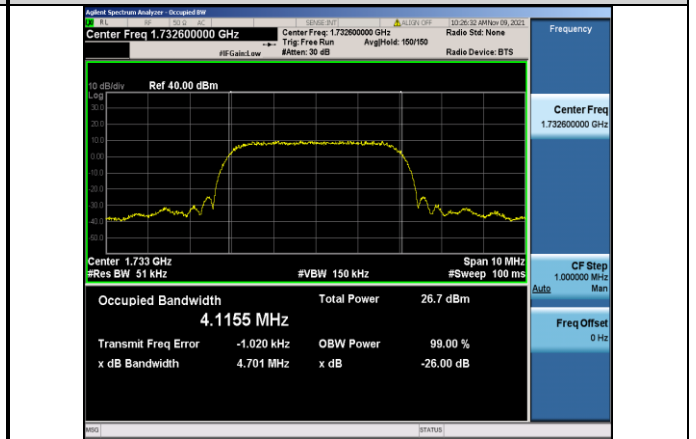 Agilent Spectrum Analyzer - Occupied BW
RL RF 50 Ω AC SENSE:INT ALIGN OFF 10:26:32 AM Nov 09, 2021
Center Freq 1.732600000 GHz Center Freq: 1.732600000 GHz Radio Std: None
Trig: Free Run Avg|Hold: 150/150
#IFGain:Low #Atten: 30 dB Radio Device: BTS
Frequency
10 dB/div Ref 40.00 dBm
Log
30.0
20.0
10.0
0.00
-10.0
-20.0
-30.0
-40.0
-50.0
Center 1.733 GHz Span 10 MHz
#Res BW 51 kHz #VBW 150 kHz #Sweep 100 ms
Center Freq
1.732600000 GHz
CF Step
1.000000 MHz
Auto Man
Freq Offset
0 Hz
Occupied Bandwidth Total Power 26.7 dBm
4.1155 MHz
Transmit Freq Error -1.020 kHz OBW Power 99.00 %
x dB Bandwidth 4.701 MHz x dB -26.00 dB
MSG STATUS